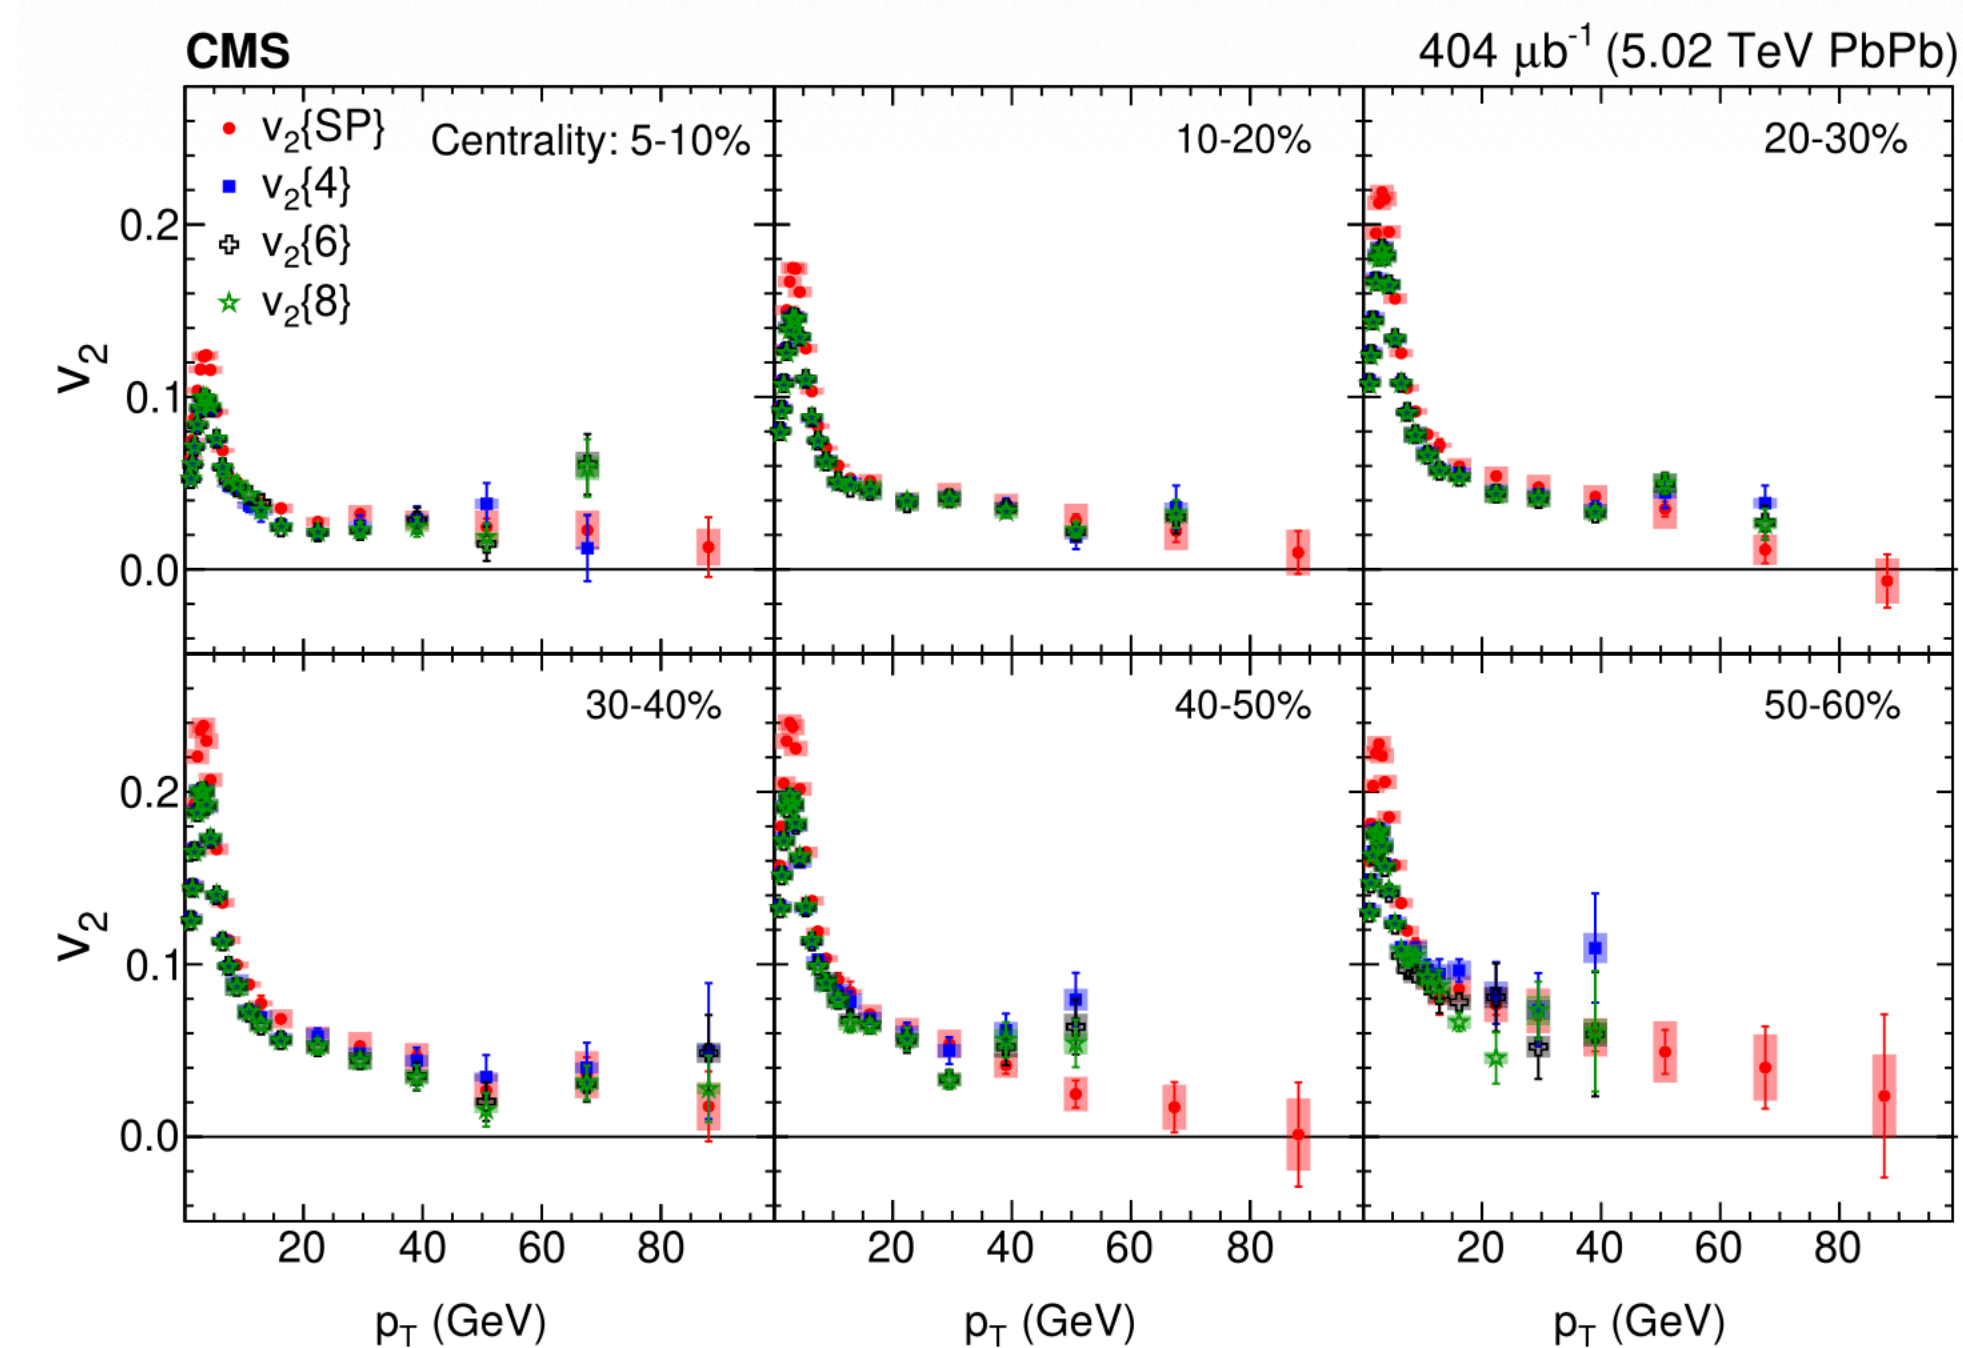 CMS
404 μb⁻¹ (5.02 TeV PbPb)
v₂{SP}
v₂{4}
v₂{6}
v₂{8}
Centrality: 5-10%
10-20%
20-30%
0.2
0.1
0.0
v₂
30-40%
40-50%
50-60%
0.2
0.1
0.0
v₂
20 40 60 80
20 40 60 80
20 40 60 80
p_T (GeV)
p_T (GeV)
p_T (GeV)